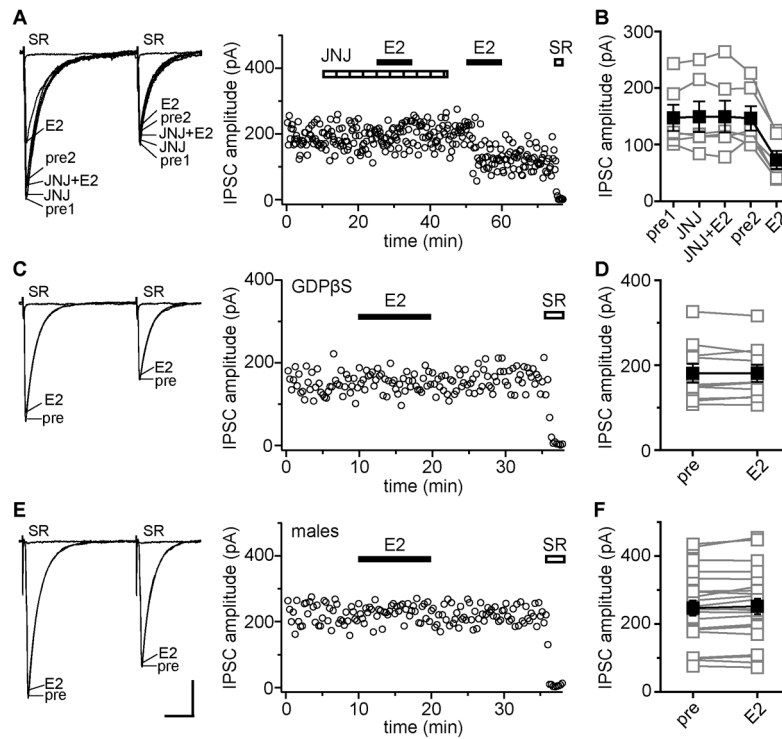 A
SR
SR
E2
pre2
JNJ+E2
JNJ
pre1
E2
pre2
JNJ+E2
JNJ
pre1
IPSC amplitude (pA)
400
200
0
JNJ
E2
E2
SR
0 20 40 60
time (min)
B
IPSC amplitude (pA)
300
200
100
0
pre1
JNJ
JNJ+E2
pre2
E2
C
SR
SR
E2
pre
E2
pre
IPSC amplitude (pA)
400
200
0
GDPβS
E2
SR
0 10 20 30
time (min)
D
IPSC amplitude (pA)
400
200
0
pre
E2
E
SR
SR
E2
pre
E2
pre
IPSC amplitude (pA)
400
200
0
males
E2
SR
0 10 20 30
time (min)
F
IPSC amplitude (pA)
400
200
0
pre
E2